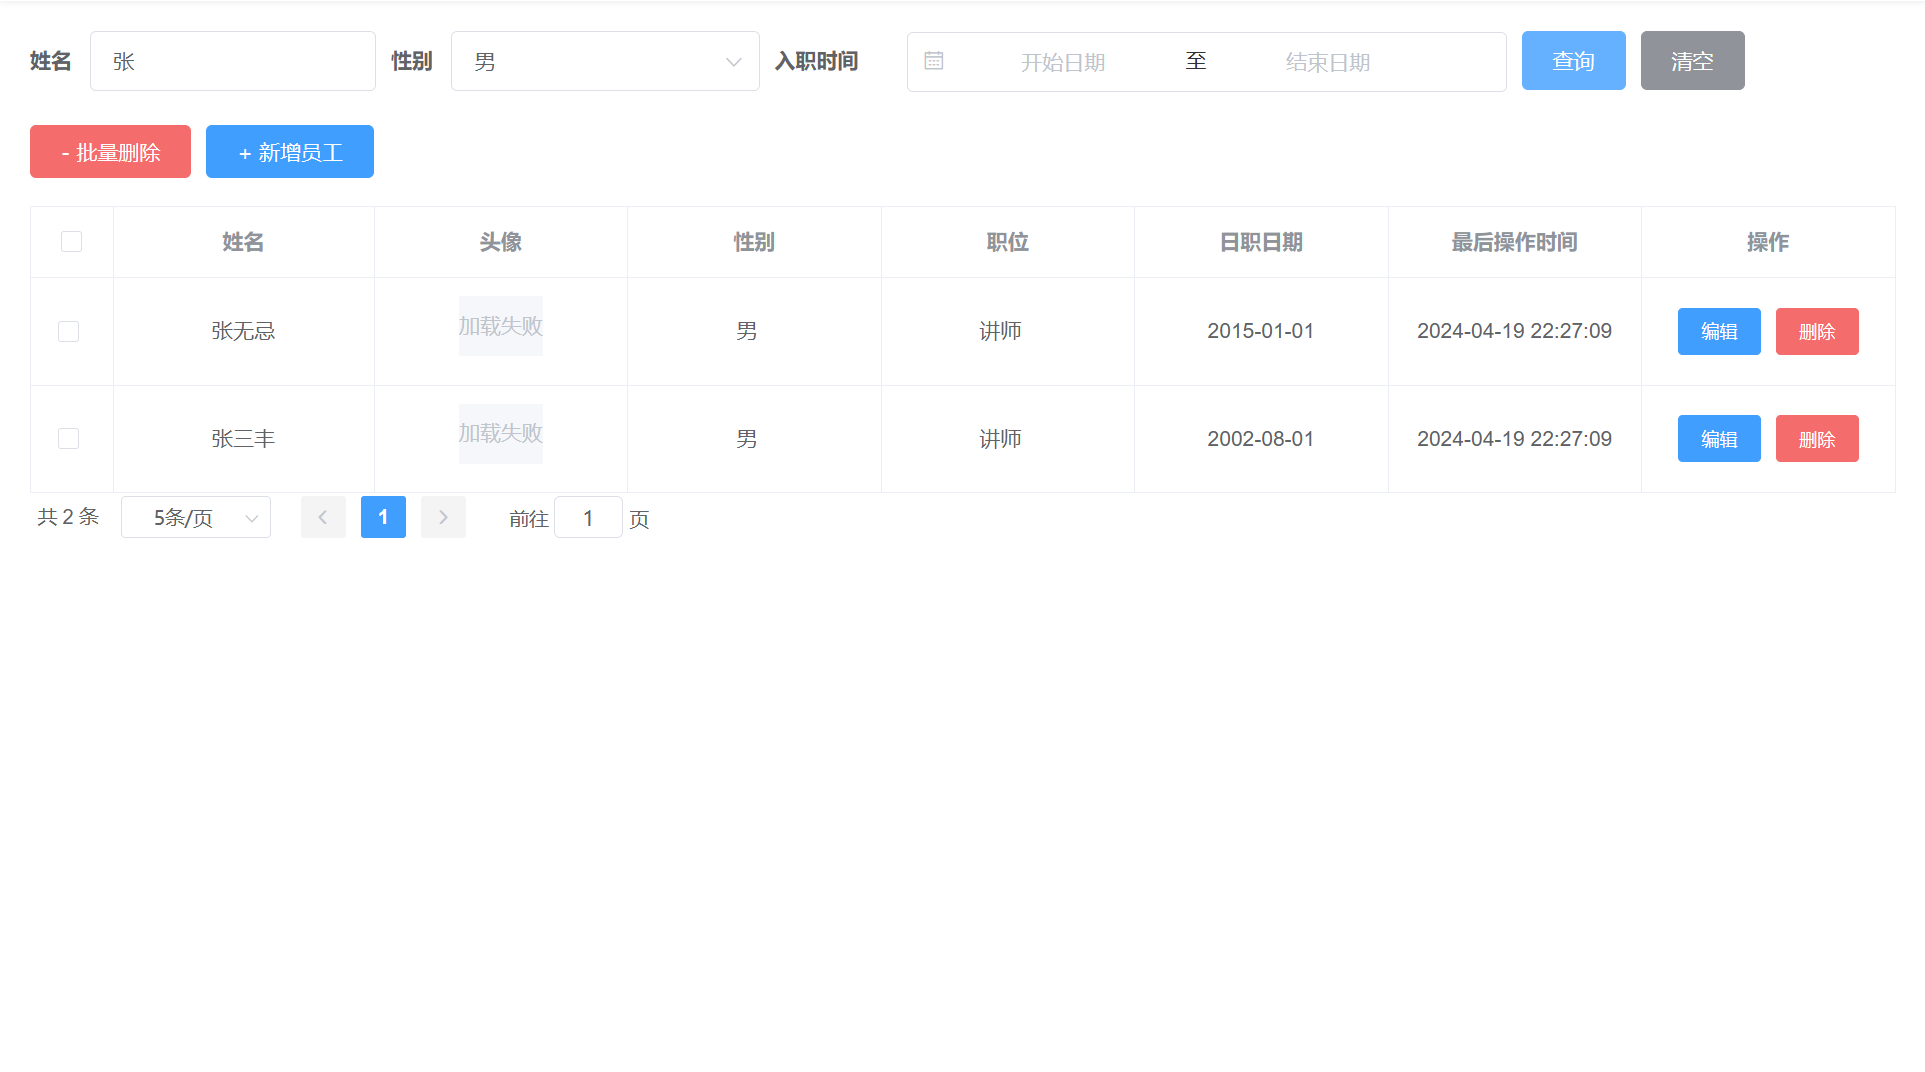 姓名 张 性别 男 入职时间 开始日期 至 结束日期 查询 清空
- 批量删除 + 新增员工
姓名 头像 性别 职位 日职日期 最后操作时间 操作
张无忌 加载失败 男 讲师 2015-01-01 2024-04-19 22:27:09 编辑 删除
张三丰 加载失败 男 讲师 2002-08-01 2024-04-19 22:27:09 编辑 删除
共 2 条 5条/页 1 前往 1 页